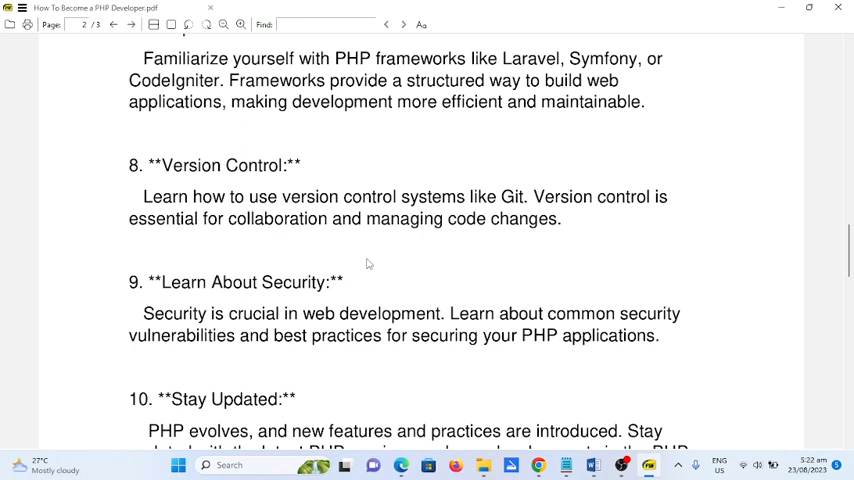 How To Become a PHP Developer.pdf
Page: 2 / 3 Find: Aa
Familiarize yourself with PHP frameworks like Laravel, Symfony, or
CodeIgniter. Frameworks provide a structured way to build web
applications, making development more efficient and maintainable.
8. **Version Control:**
Learn how to use version control systems like Git. Version control is
essential for collaboration and managing code changes.
9. **Learn About Security:**
Security is crucial in web development. Learn about common security
vulnerabilities and best practices for securing your PHP applications.
10. **Stay Updated:**
PHP evolves, and new features and practices are introduced. Stay
27°C
Mostly cloudy
Search
ENG
US
5:22 am
23/08/2023